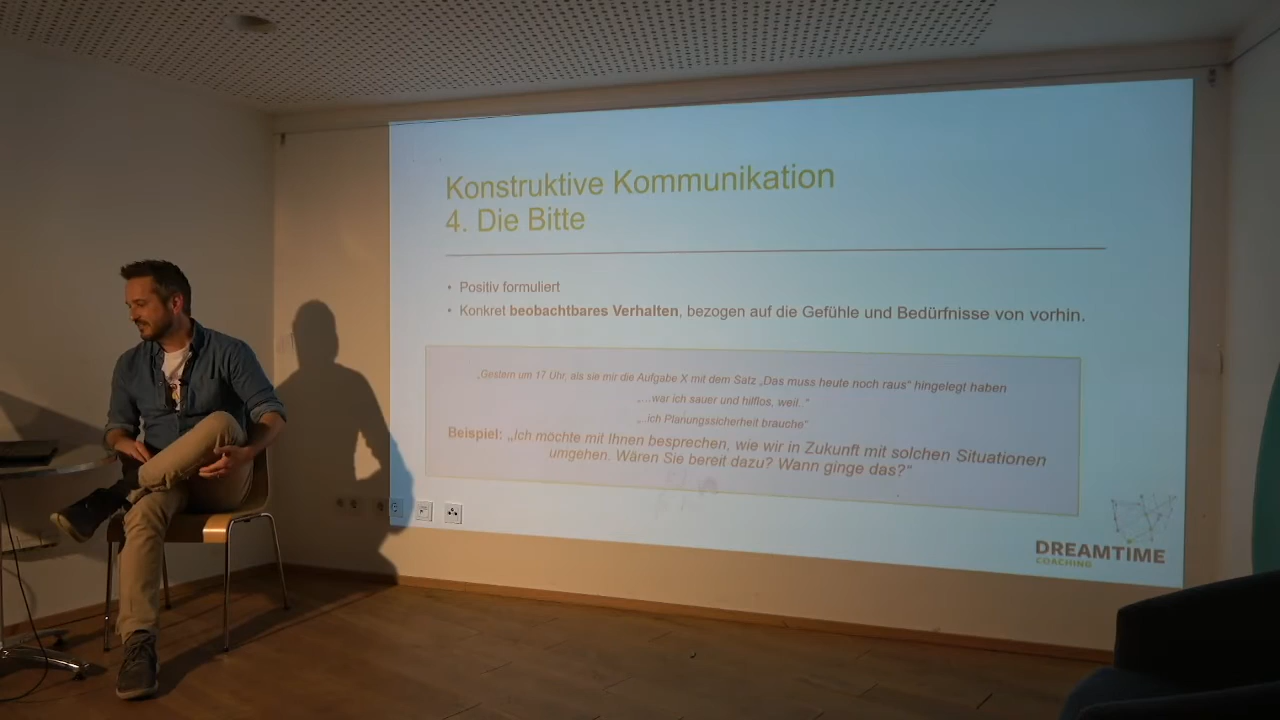 Konstruktive Kommunikation
4. Die Bitte
• Positiv formuliert
• Konkret beobachtbares Verhalten, bezogen auf die Gefühle und Bedürfnisse von vorhin.
„Gestern um 17 Uhr, als sie mir die Aufgabe X mit dem Satz „Das muss heute noch raus“ hingelegt haben
„…war ich sauer und hilflos, weil..“
„..ich Planungssicherheit brauche“
Beispiel: „Ich möchte mit Ihnen besprechen, wie wir in Zukunft mit solchen Situationen
umgehen. Wären Sie bereit dazu? Wann ginge das?“
DREAMTIME
COACHING